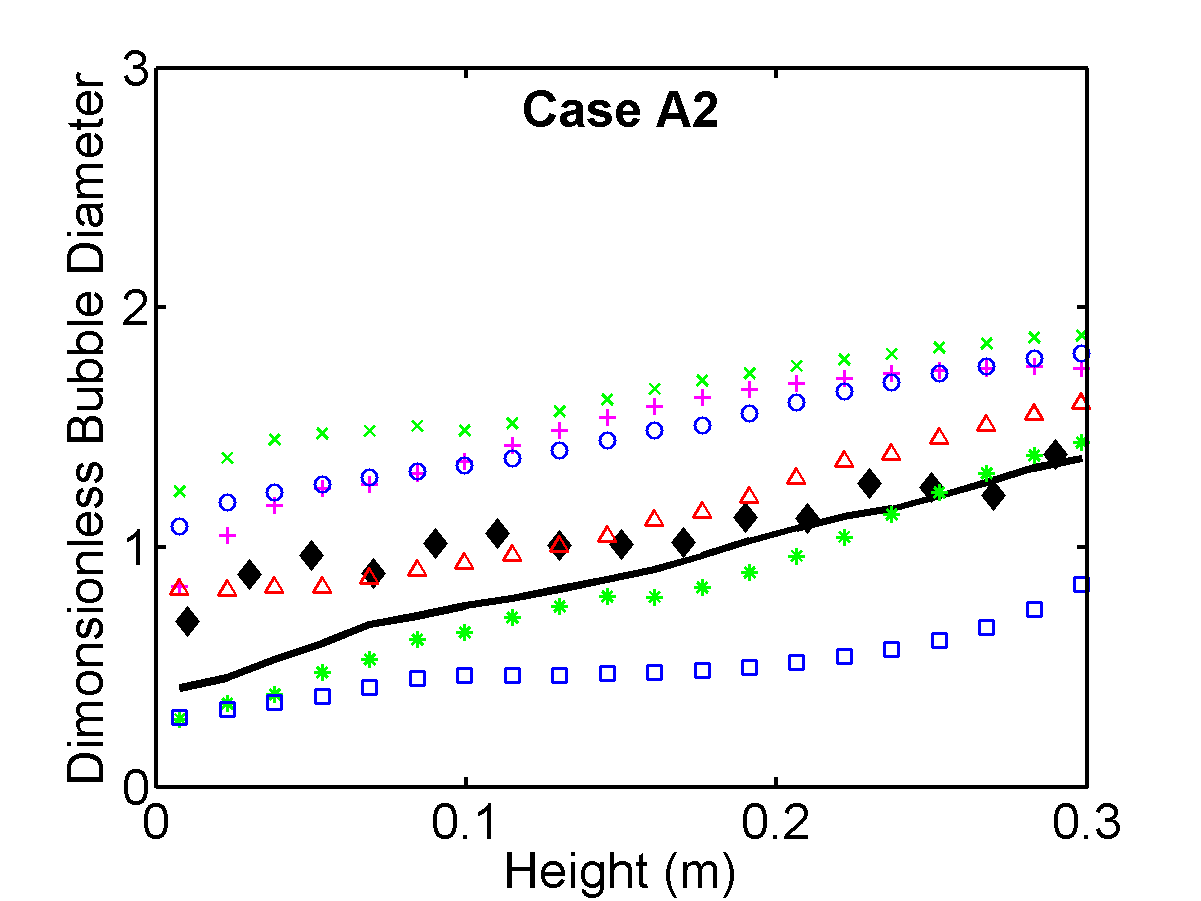 Case A2
Dimonsionless Bubble Diameter
3
2
1
0
0 0.1 0.2 0.3
Height (m)